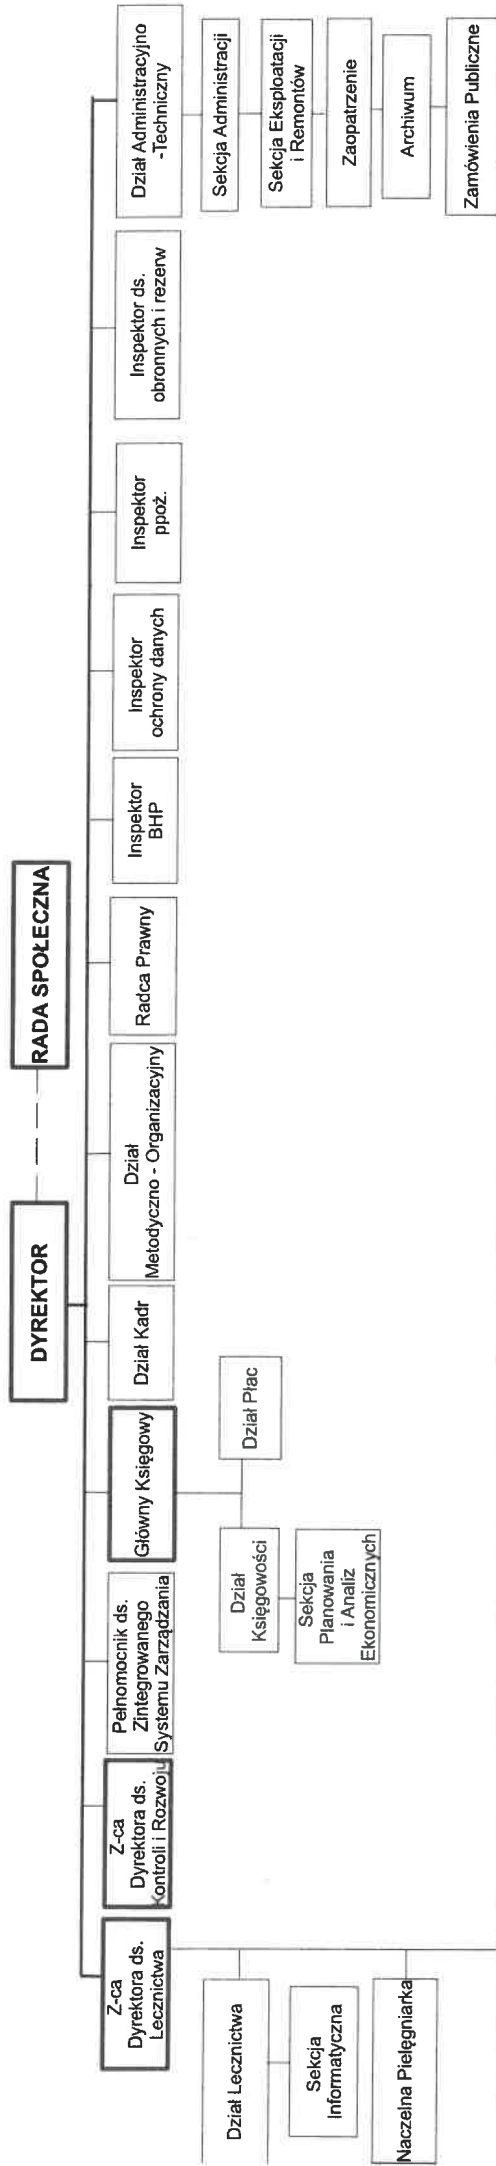 DYREKTOR
RADA SPOŁECZNA
Z-ca
Dyrektora ds.
Lecznictwa
Z-ca
Dyrektora ds.
Kontroli i Rozwoju
Pełnomocnik ds.
Zintegrowanego
Systemu Zarządzania
Główny Księgowy
Dział Kadr
Dział
Metodyczno - Organizacyjny
Radca Prawny
Inspektor
BHP
Inspektor
ochrony danych
Inspektor
ppoż.
Inspektor ds.
obronnych i rezerw
Dział Administracyjno
-Techniczny
Dział Lecznictwa
Sekcja
Informatyczna
Naczelna Pielęgniarka
Dział
Księgowości
Dział Płac
Sekcja
Planowania
i Analiz
Ekonomicznych
Sekcja Administracji
Sekcja Eksploatacji
i Remontów
Zaopatrzenie
Archiwum
Zamówienia Publiczne